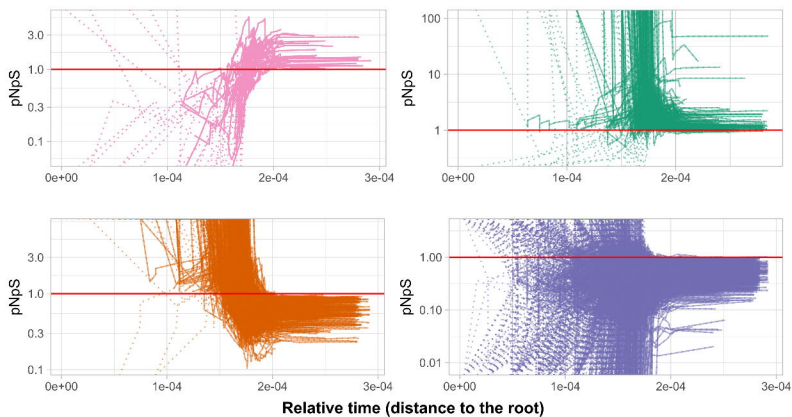 pNpS
3.0
1.0
0.3
0.1
0e+00
1e-04
2e-04
3e-04
pNpS
100
10
1
0e+00
1e-04
2e-04
pNpS
3.0
1.0
0.3
0.1
0e+00
1e-04
2e-04
3e-04
pNpS
1.00
0.10
0.01
0e+00
1e-04
2e-04
3e-04
Relative time (distance to the root)